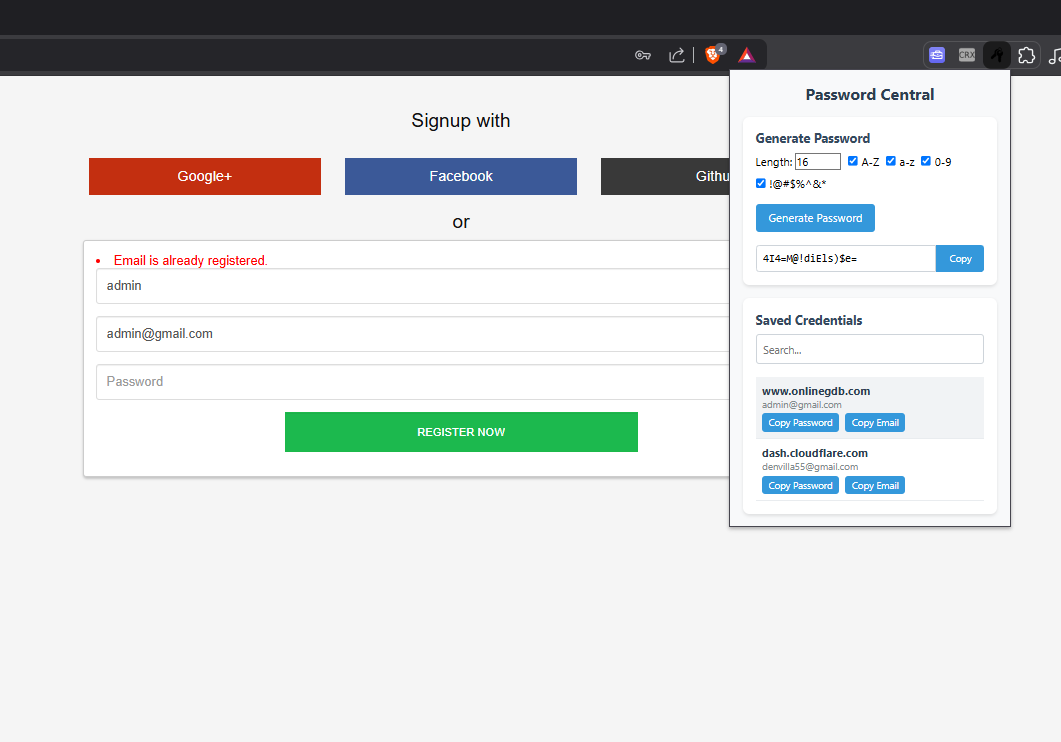 4
CRX
Signup with
Google+
Facebook
Githu
or
Email is already registered.
admin
admin@gmail.com
Password
REGISTER NOW
Password Central
Generate Password
Length: 16 A-Z a-z 0-9
!@#$%^&*
Generate Password
4I4=M@!diEls)$e= Copy
Saved Credentials
Search...
www.onlinegdb.com
admin@gmail.com
Copy Password Copy Email
dash.cloudflare.com
denvilla55@gmail.com
Copy Password Copy Email